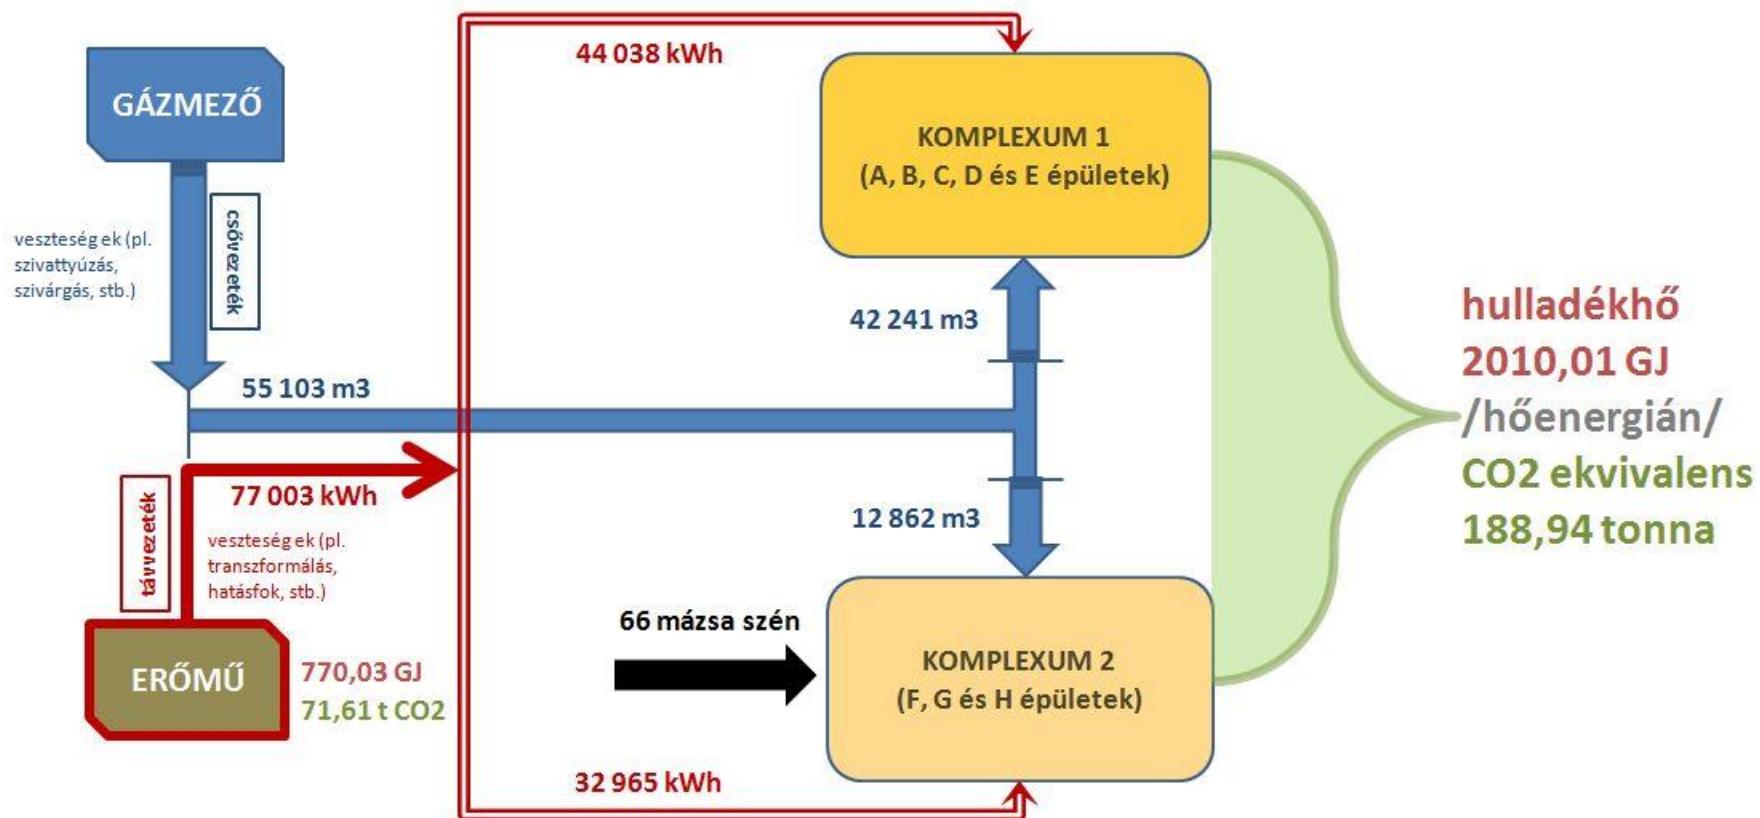 44 038 kWh
GÁZMEZŐ
KOMPLEXUM 1
(A, B, C, D és E épületek)
csővezeték
veszteség ek (pl.
szivattyúzás,
szivárgás, stb.)
42 241 m3
55 103 m3
hulladékhő
2010,01 GJ
/hőenergián/
CO2 ekvivalens
188,94 tonna
távvezeték
77 003 kWh
veszteség ek (pl.
transzformálás,
hatásfok, stb.)
12 862 m3
66 mázsa szén
ERŐMŰ
770,03 GJ
71,61 t CO2
KOMPLEXUM 2
(F, G és H épületek)
32 965 kWh